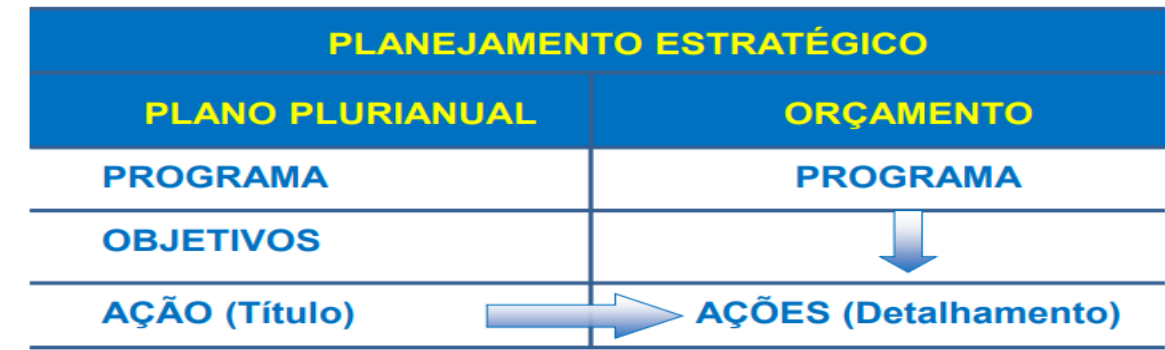 PLANEJAMENTO ESTRATÉGICO
PLANO PLURIANUAL
ORÇAMENTO
PROGRAMA
PROGRAMA
OBJETIVOS
AÇÃO (Título)
AÇÕES (Detalhamento)